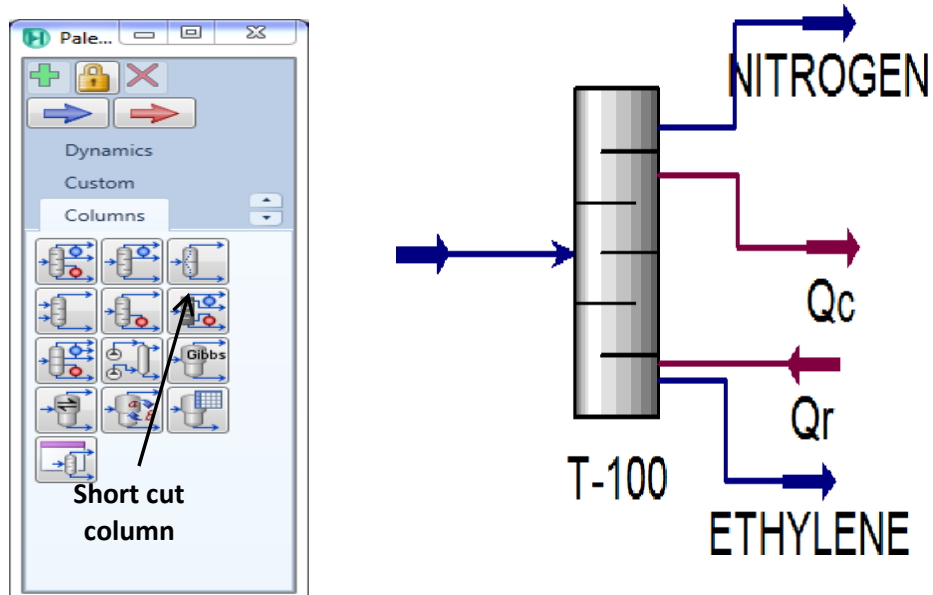 Pale...
Dynamics
Custom
Columns
Gibbs
Short cut
column
NITROGEN
Qc
Qr
T-100
ETHYLENE